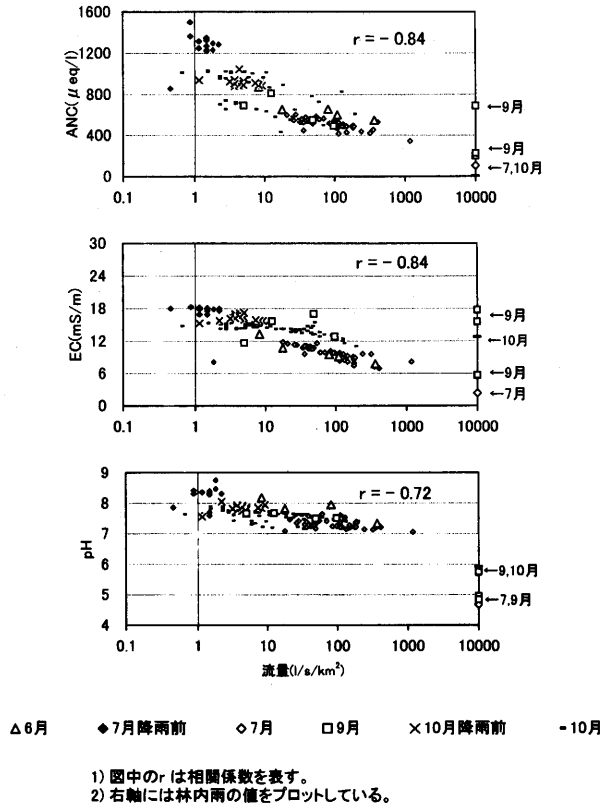 ANC(μeq/l)
1600
1200
800
400
0
r = − 0.84
←9月
←9月
←7,10月
0.1 1 10 100 1000 10000
EC(mS/m)
30
24
18
12
6
0
r = − 0.84
←9月
←10月
←9月
←7月
0.1 1 10 100 1000 10000
pH
9
8
7
6
5
4
r = − 0.72
←9,10月
←7,9月
0.1 1 10 100 1000 10000
流量(l/s/km²)
△6月 ◆7月降雨前 ◇7月 □9月 ×10月降雨前 -10月
1) 図中のr は相関係数を表す。
2) 右軸には林内雨の値をプロットしている。